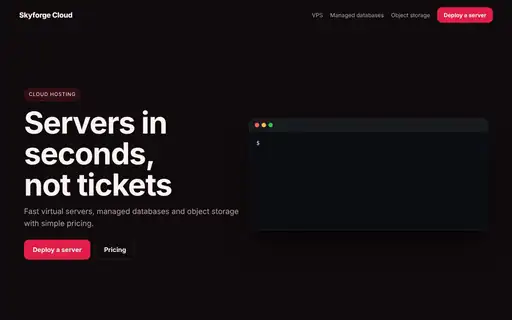 Skyforge Cloud
VPS Managed databases Object storage Deploy a server
CLOUD HOSTING
Servers in
seconds,
not tickets
Fast virtual servers, managed databases and object storage
with simple pricing.
Deploy a server Pricing
$